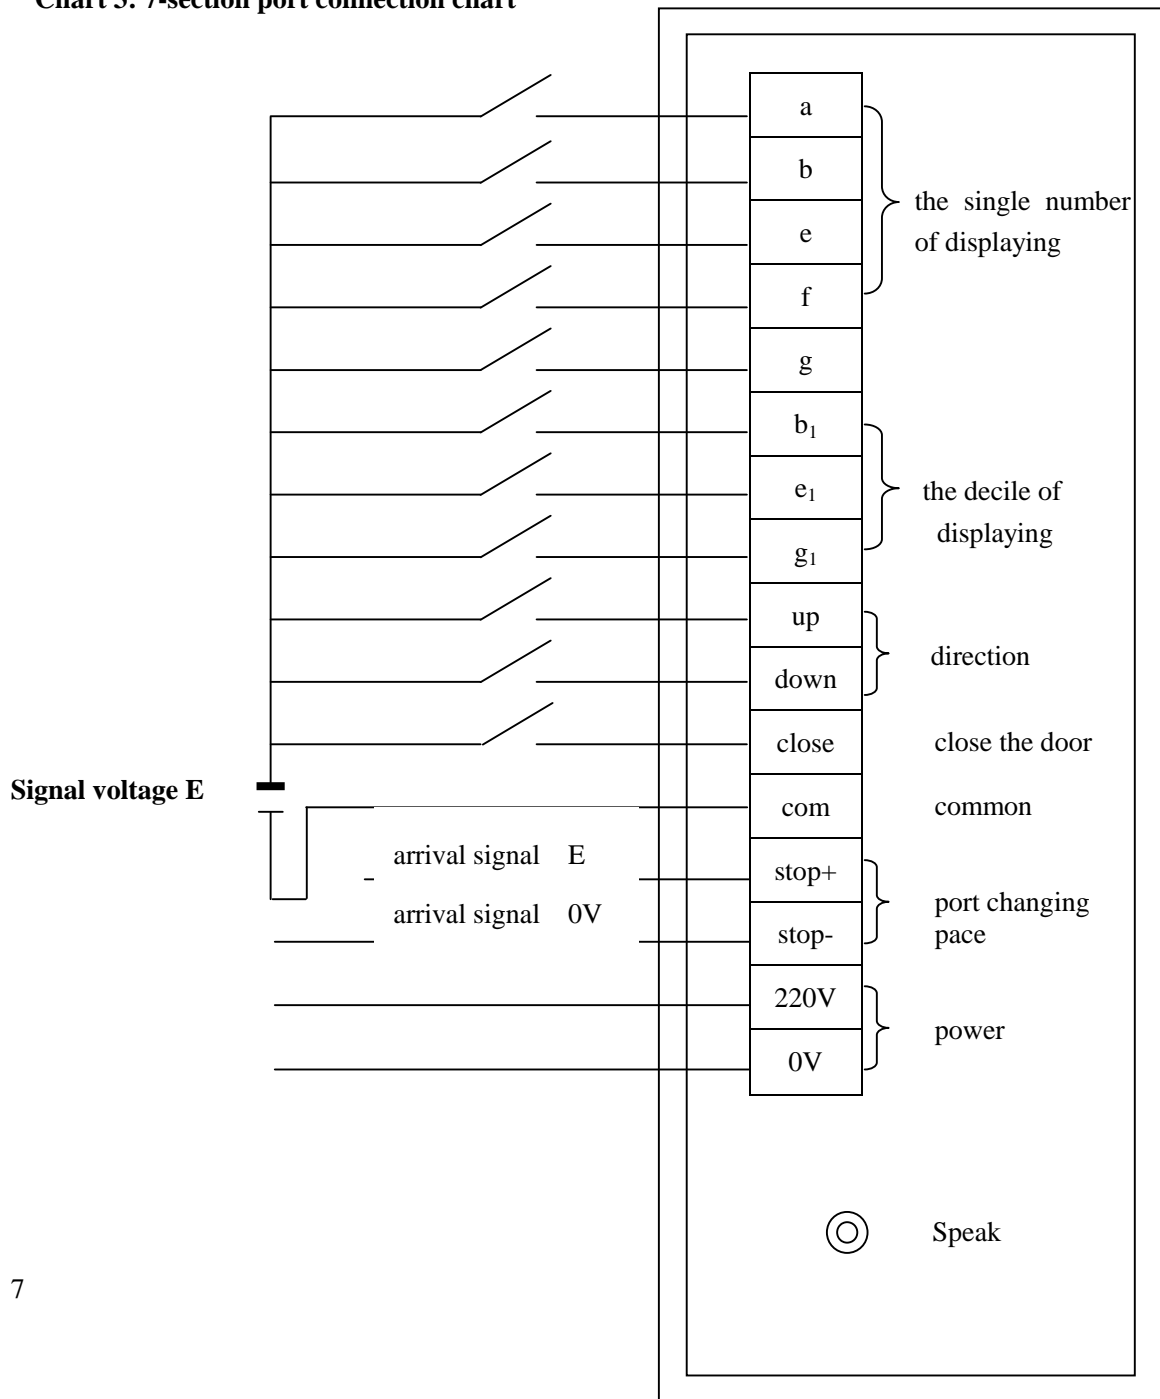 Chart 3: 7-section port connection chart
a
b
e
f
the single number
of displaying
g
b₁
e₁
g₁
the decile of
displaying
up
down
direction
close
close the door
Signal voltage E
com
common
arrival signal E
stop+
arrival signal 0V
stop-
port changing
pace
220V
0V
power
Speak
7